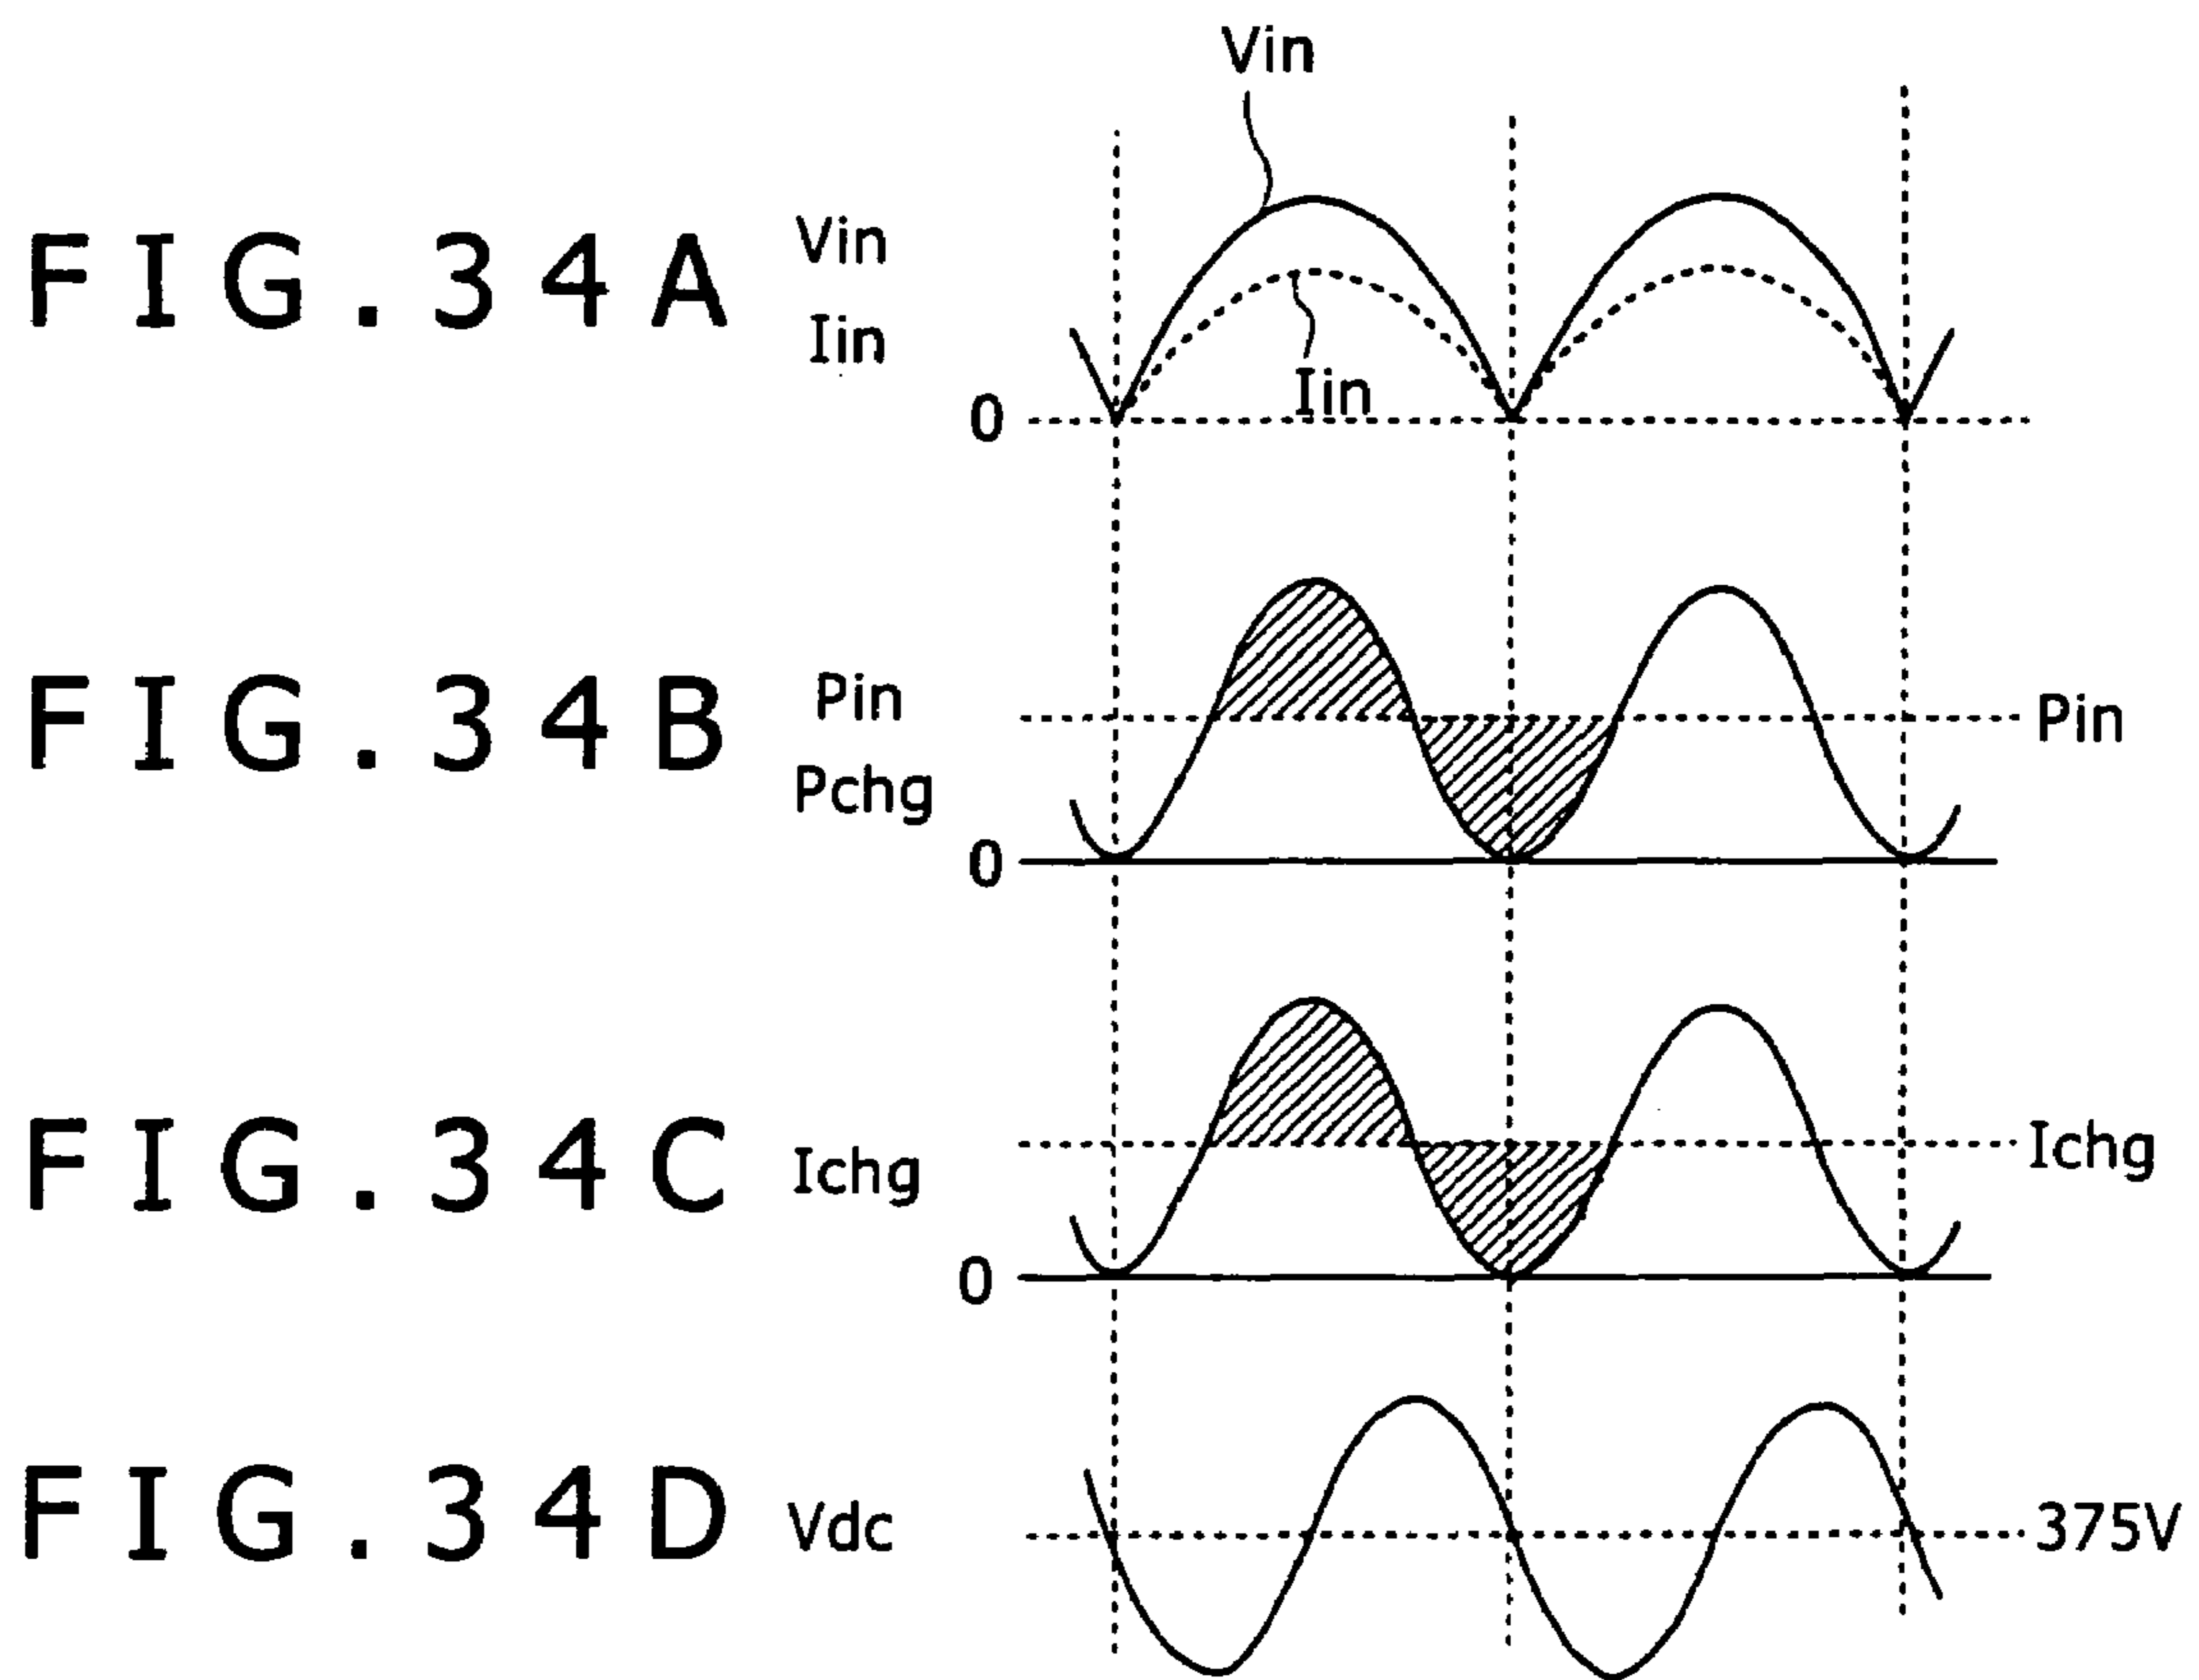 Vin
FIG.34A
Vin
Iin
Iin
0
FIG.34B
Pin
Pchg
Pin
0
FIG.34C
Ichg
Ichg
0
FIG.34D
Vdc
375V